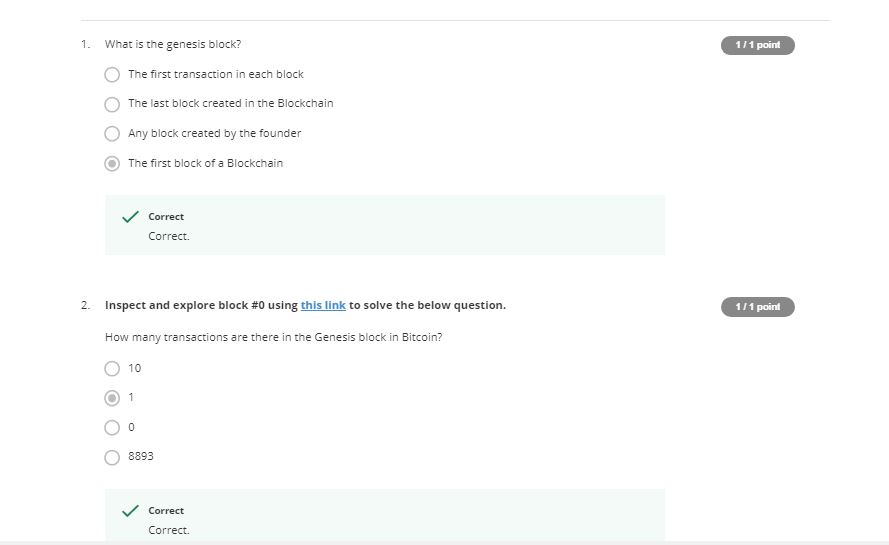 1. What is the genesis block?
1 / 1 point
The first transaction in each block
The last block created in the Blockchain
Any block created by the founder
The first block of a Blockchain
Correct
Correct.
2. Inspect and explore block #0 using this link to solve the below question.
1 / 1 point
How many transactions are there in the Genesis block in Bitcoin?
10
1
0
8893
Correct
Correct.